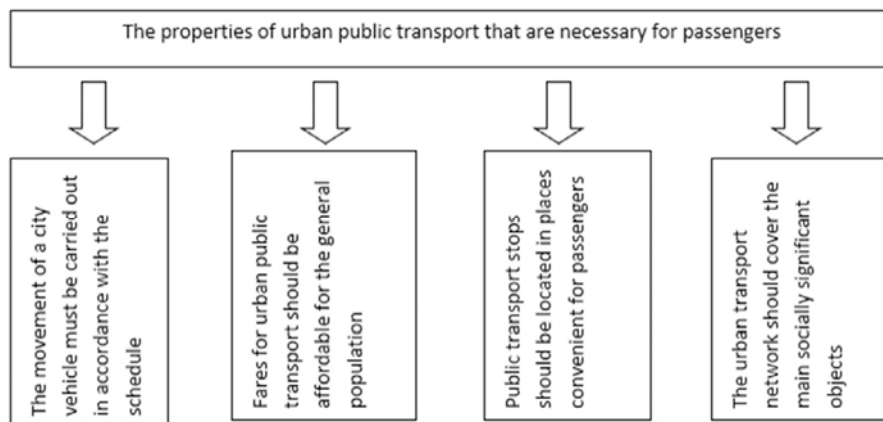 The properties of urban public transport that are necessary for passengers
The movement of a city
vehicle must be carried out
in accordance with the
schedule
Fares for urban public
transport should be
affordable for the general
population
Public transport stops
should be located in places
convenient for passengers
The urban transport
network should cover the
main socially significant
objects